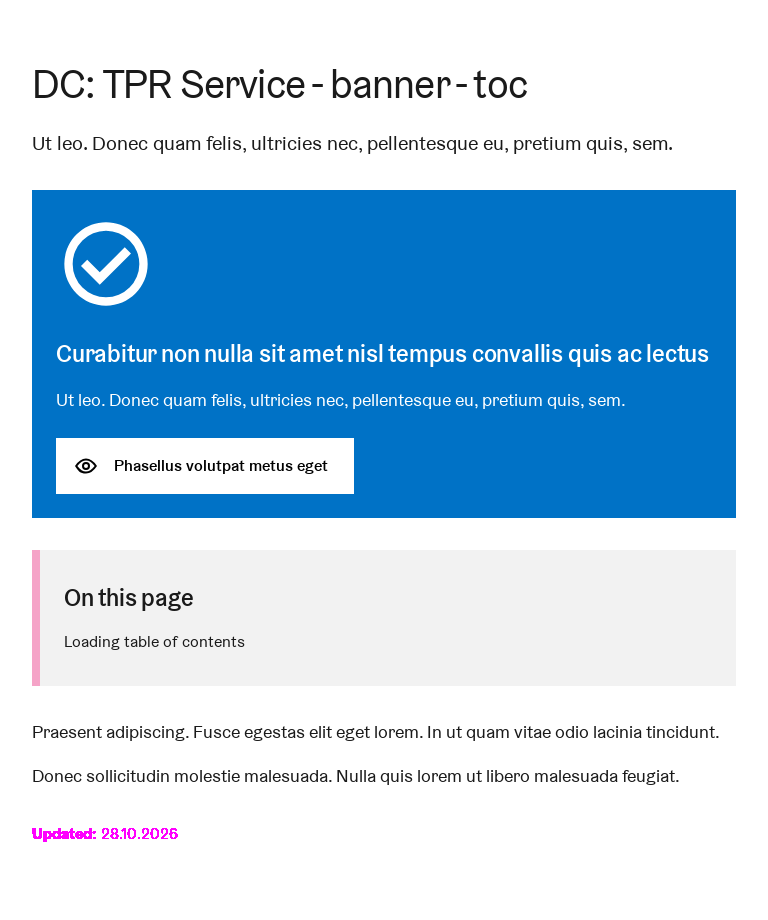 DC: TPR Service - banner - toc
Ut leo. Donec quam felis, ultricies nec, pellentesque eu, pretium quis, sem.
Curabitur non nulla sit amet nisl tempus convallis quis ac lectus
Ut leo. Donec quam felis, ultricies nec, pellentesque eu, pretium quis, sem.
Phasellus volutpat metus eget
On this page
Loading table of contents
Praesent adipiscing. Fusce egestas elit eget lorem. In ut quam vitae odio lacinia tincidunt.
Donec sollicitudin molestie malesuada. Nulla quis lorem ut libero malesuada feugiat.
Updated: 28.10.2026